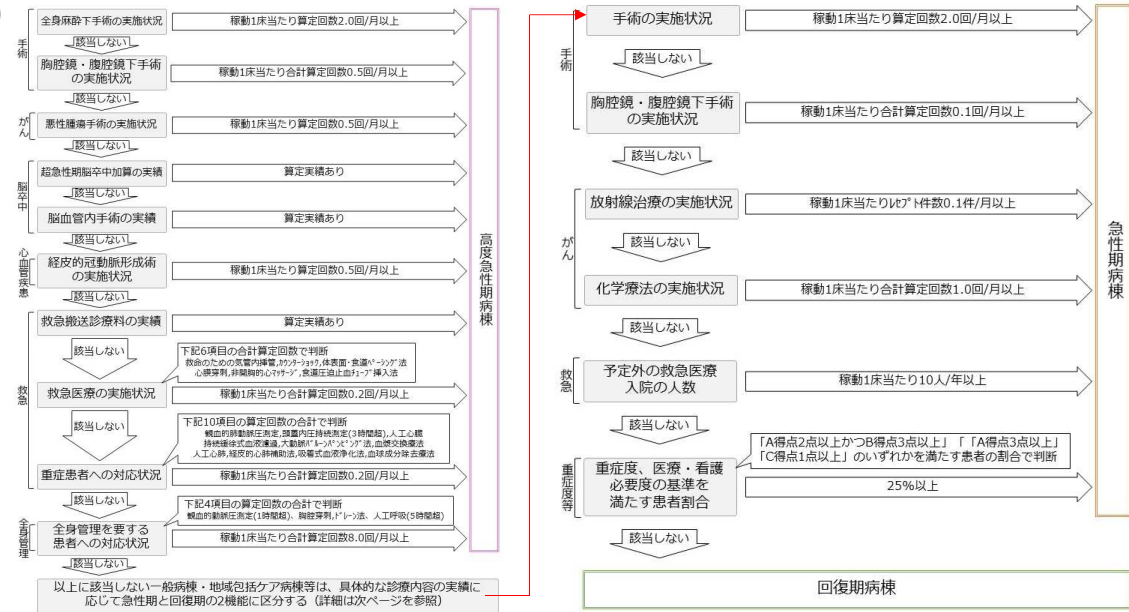 手術
全身麻酔下手術の実施状況
稼動1床当たり算定回数2.0回/月以上
該当しない
胸腔鏡・腹腔鏡下手術
の実施状況
稼動1床当たり合計算定回数0.5回/月以上
該当しない
がん
悪性腫瘍手術の実施状況
稼動1床当たり算定回数0.5回/月以上
該当しない
脳卒中
超急性期脳卒中加算の実績
算定実績あり
該当しない
脳血管内手術の実績
算定実績あり
該当しない
心血管疾患
経皮的冠動脈形成術
の実施状況
稼動1床当たり算定回数0.5回/月以上
該当しない
救急
救急搬送診療料の実績
算定実績あり
該当しない
下記6項目の合計算定回数で判断
救命のための気管内挿管,カウンターショック,体表面・食道ペーシング法
心膜穿刺,非開胸的心マッサージ,食道圧迫止血チューブ挿入法
救急医療の実施状況
稼動1床当たり合計算定回数0.2回/月以上
該当しない
下記10項目の算定回数の合計で判断
観血的肺動脈圧測定,頭蓋内圧持続測定(3時間超),人工心臓
持続緩徐式血液濾過,大動脈バルーンパンピング法,血漿交換療法
人工心肺,経皮的心肺補助法,吸着式血液浄化法,血球成分除去療法
重症患者への対応状況
稼動1床当たり合計算定回数0.2回/月以上
該当しない
下記4項目の算定回数の合計で判断
観血的動脈圧測定(1時間超)、胸腔穿刺,ドレーン法、人工呼吸(5時間超)
全身管理
全身管理を要する
患者への対応状況
稼動1床当たり合計算定回数8.0回/月以上
該当しない
高度急性期病棟
以上に該当しない一般病棟・地域包括ケア病棟等は、具体的な診療内容の実績に
応じて急性期と回復期の2機能に区分する（詳細は次ページを参照）
手術
手術の実施状況
稼動1床当たり算定回数2.0回/月以上
該当しない
胸腔鏡・腹腔鏡下手術
の実施状況
稼動1床当たり合計算定回数0.1回/月以上
該当しない
がん
放射線治療の実施状況
稼動1床当たりレセプト件数0.1件/月以上
該当しない
化学療法の実施状況
稼動1床当たり合計算定回数1.0回/月以上
該当しない
救急
予定外の救急医療
入院の人数
稼動1床当たり10人/年以上
該当しない
「A得点2点以上かつB得点3点以上」「「A得点3点以上」
「C得点1点以上」のいずれかを満たす患者の割合で判断
重症度等
重症度、医療・看護
必要度の基準を
満たす患者割合
25%以上
該当しない
急性期病棟
回復期病棟